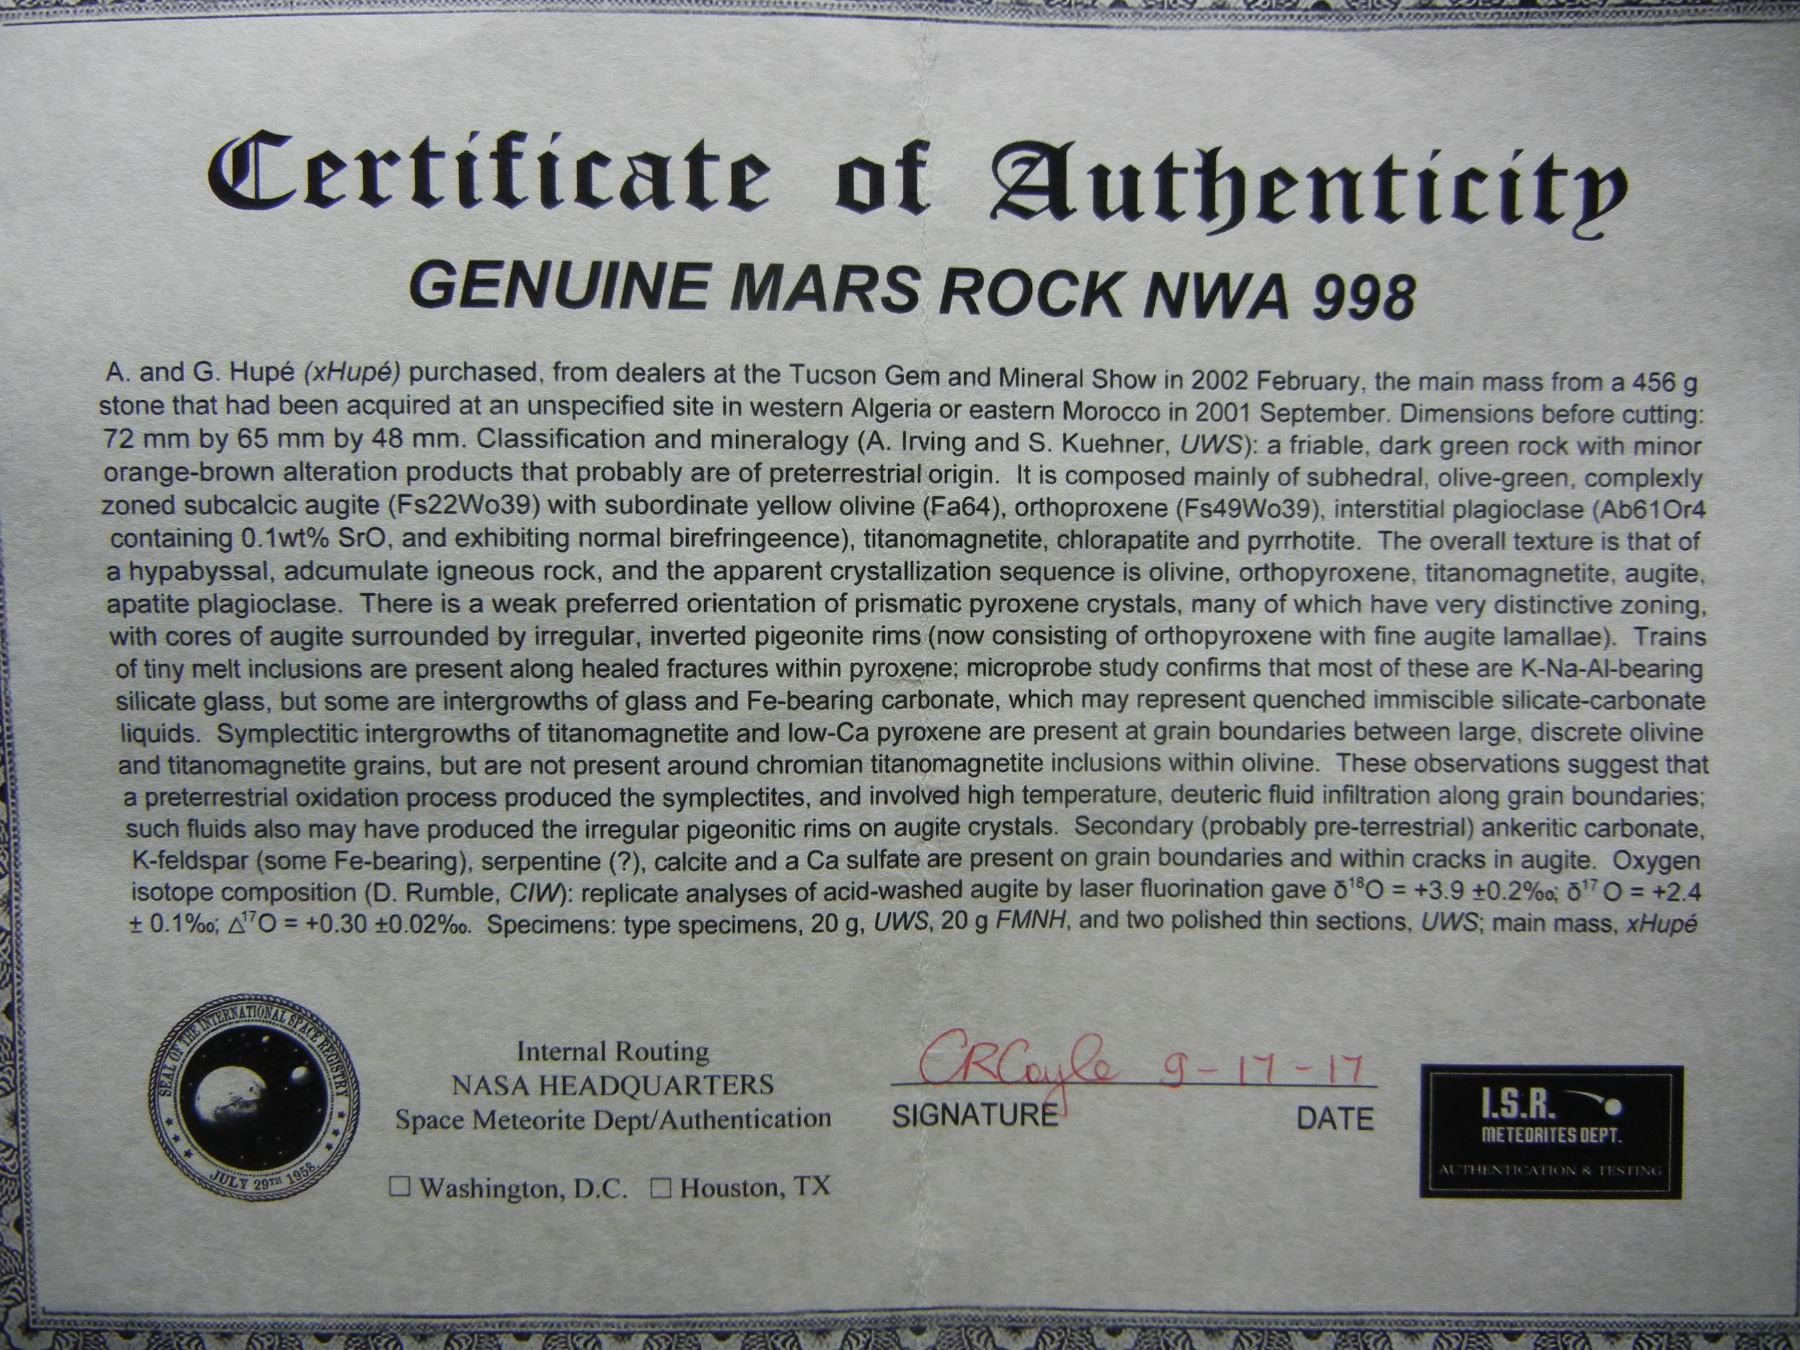 Certificate of Authenticity
GENUINE MARS ROCK NWA 998
A. and G. Hupé (xHupé) purchased, from dealers at the Tucson Gem and Mineral Show in 2002 February, the main mass from a 456 g
stone that had been acquired at an unspecified site in western Algeria or eastern Morocco in 2001 September. Dimensions before cutting:
72 mm by 65 mm by 48 mm. Classification and mineralogy (A. Irving and S. Kuehner, UWS): a friable, dark green rock with minor
orange-brown alteration products that probably are of preterrestrial origin. It is composed mainly of subhedral, olive-green, complexly
zoned subcalcic augite (Fs22Wo39) with subordinate yellow olivine (Fa64), orthoproxene (Fs49Wo39), interstitial plagioclase (Ab61Or4
containing 0.1wt% SrO, and exhibiting normal birefringeence), titanomagnetite, chlorapatite and pyrrhotite. The overall texture is that of
a hypabyssal, adcumulate igneous rock, and the apparent crystallization sequence is olivine, orthopyroxene, titanomagnetite, augite,
apatite plagioclase. There is a weak preferred orientation of prismatic pyroxene crystals, many of which have very distinctive zoning,
with cores of augite surrounded by irregular, inverted pigeonite rims (now consisting of orthopyroxene with fine augite lamallae). Trains
of tiny melt inclusions are present along healed fractures within pyroxene; microprobe study confirms that most of these are K-Na-Al-bearing
silicate glass, but some are intergrowths of glass and Fe-bearing carbonate, which may represent quenched immiscible silicate-carbonate
liquids. Symplectitic intergrowths of titanomagnetite and low-Ca pyroxene are present at grain boundaries between large, discrete olivine
and titanomagnetite grains, but are not present around chromian titanomagnetite inclusions within olivine. These observations suggest that
a preterrestrial oxidation process produced the symplectites, and involved high temperature, deuteric fluid infiltration along grain boundaries;
such fluids also may have produced the irregular pigeonitic rims on augite crystals. Secondary (probably pre-terrestrial) ankeritic carbonate,
K-feldspar (some Fe-bearing), serpentine (?), calcite and a Ca sulfate are present on grain boundaries and within cracks in augite. Oxygen
isotope composition (D. Rumble, CIW): replicate analyses of acid-washed augite by laser fluorination gave δ¹⁸O = +3.9 ±0.2‰; δ¹⁷ O = +2.4
± 0.1‰; △¹⁷O = +0.30 ±0.02‰. Specimens: type specimens, 20 g, UWS, 20 g FMNH, and two polished thin sections, UWS; main mass, xHupé
SEAL OF THE INTERNATIONAL SPACE REGISTRY
JULY 29TH 1958
Internal Routing
NASA HEADQUARTERS
Space Meteorite Dept/Authentication
☐ Washington, D.C. ☐ Houston, TX
CRCoyle 9-17-17
SIGNATURE DATE
I.S.R.
METEORITES DEPT.
AUTHENTICATION & TESTING